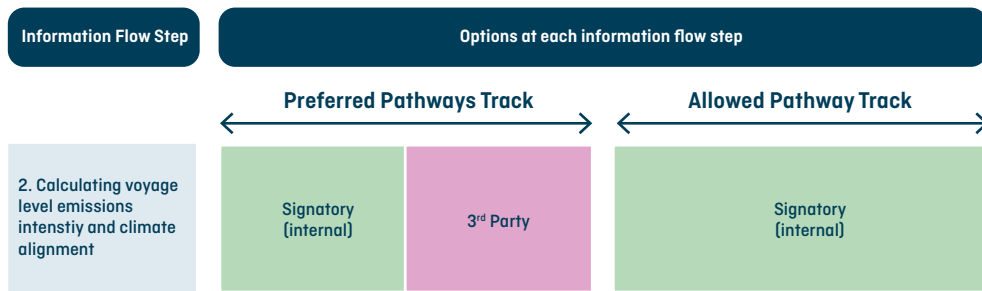 Information Flow Step
Options at each information flow step
Preferred Pathways Track
Allowed Pathway Track
2. Calculating voyage
level emissions
intenstiy and climate
alignment
Signatory
(internal)
3rd Party
Signatory
(internal)